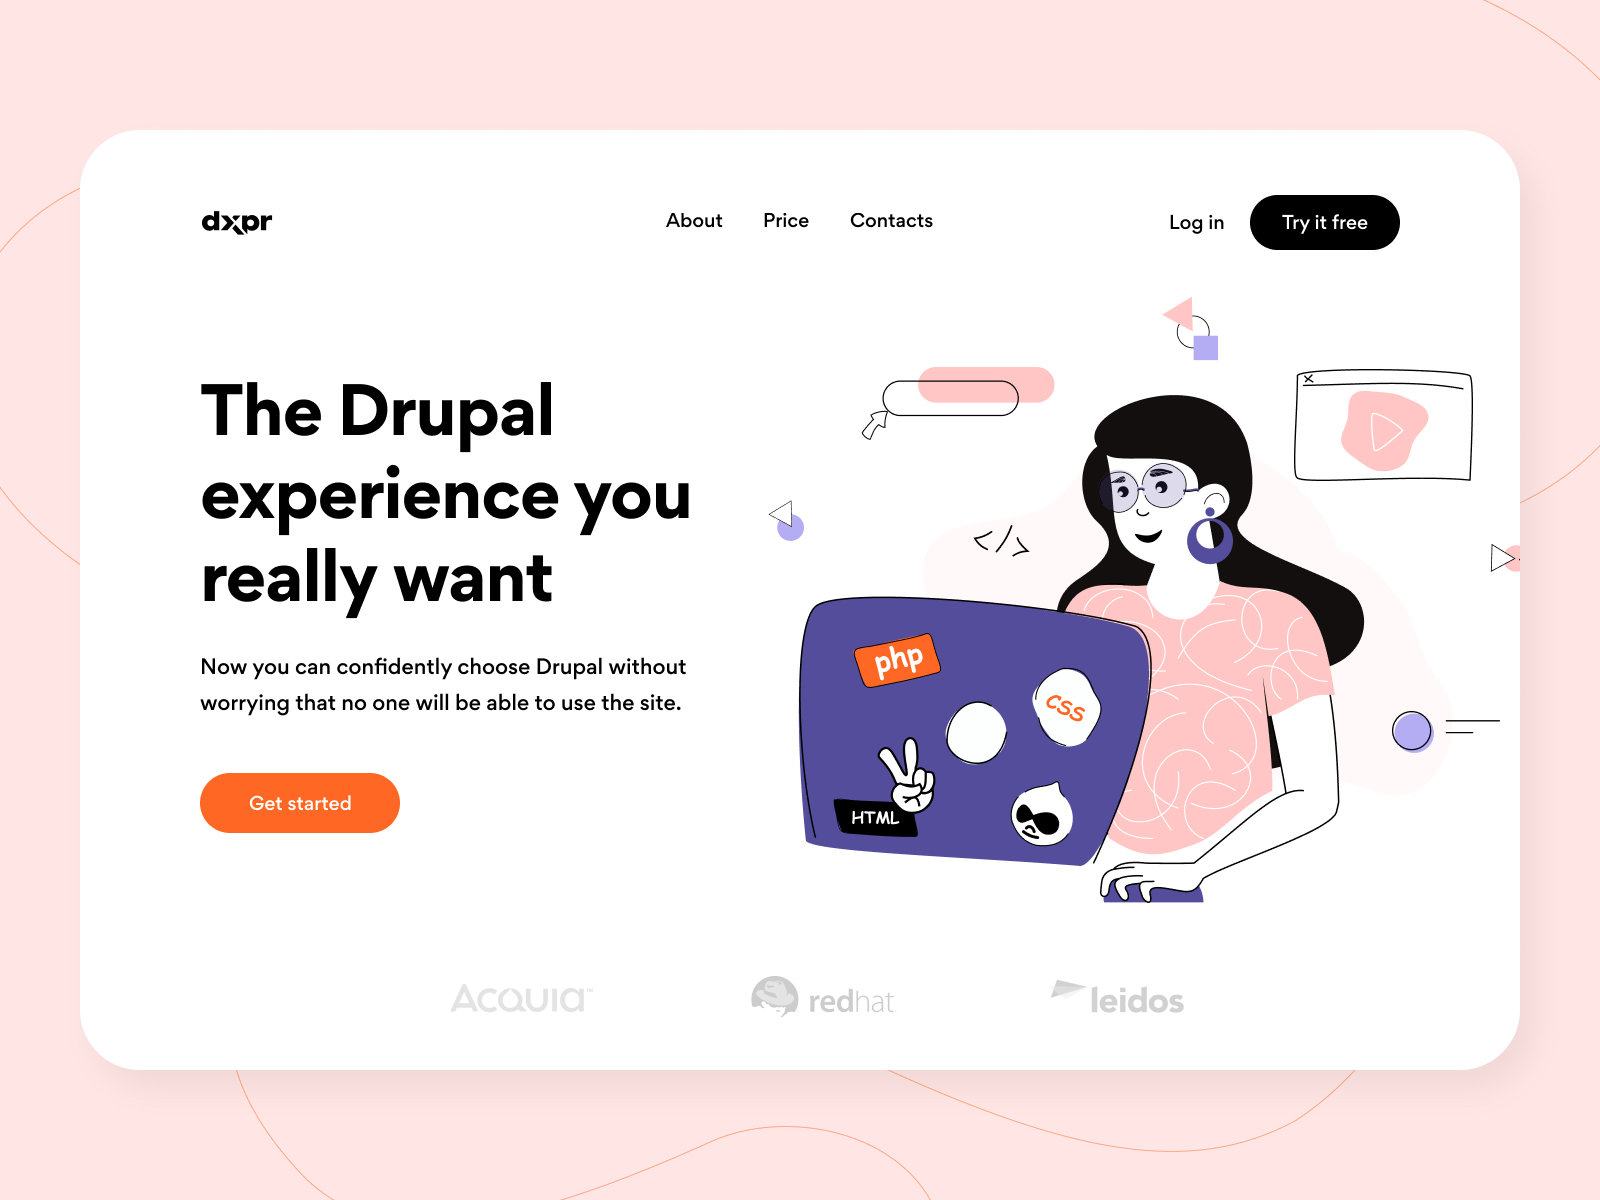 dxpr
About Price Contacts
Log in Try it free
The Drupal
experience you
really want
Now you can confidently choose Drupal without
worrying that no one will be able to use the site.
Get started
</>
php
css
HTML
Acquia™
redhat
leidos